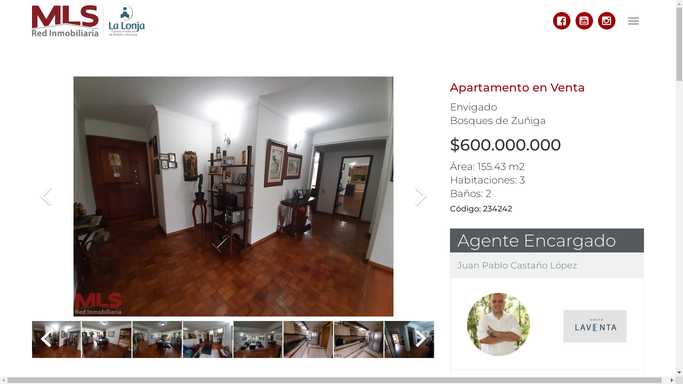 MLS
Red Inmobiliaria
La Lonja
Apartamento en Venta
Envigado
Bosques de Zuñiga
$600.000.000
Área: 155.43 m2
Habitaciones: 3
Baños: 2
Código: 234242
Agente Encargado
Juan Pablo Castaño López
LAVENTA
MLS
Red Inmobiliaria